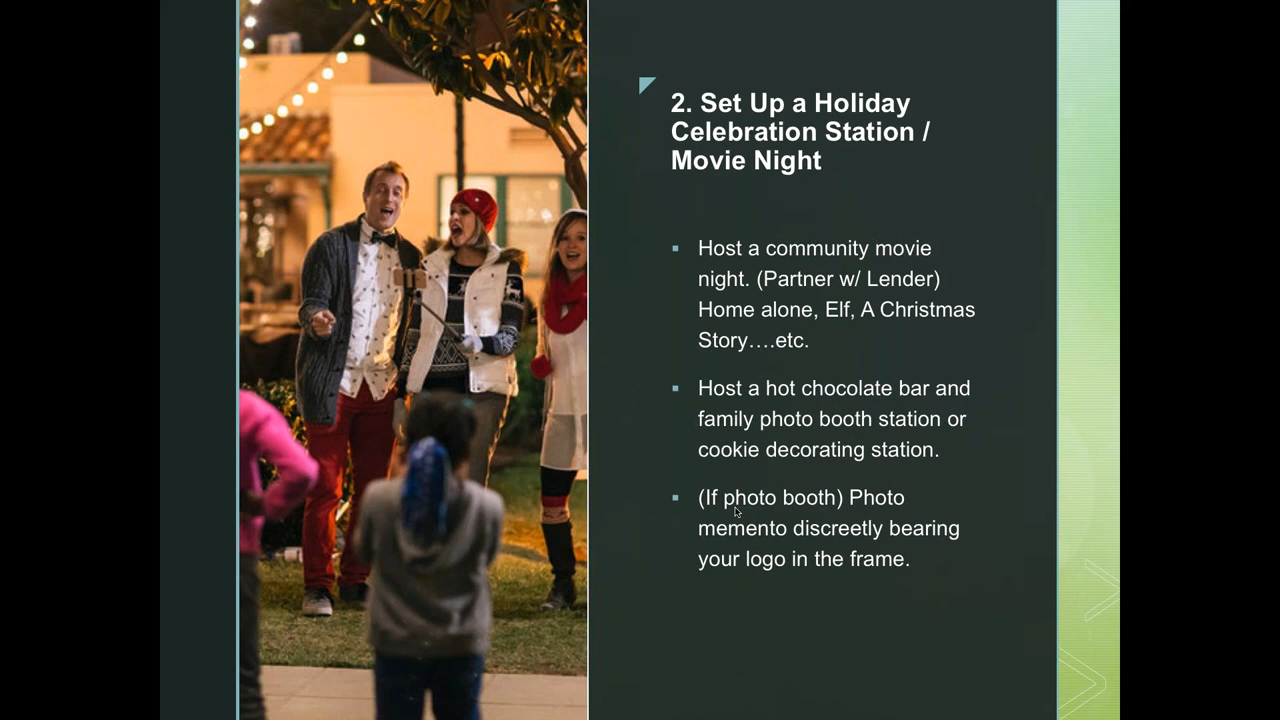 2. Set Up a Holiday
Celebration Station /
Movie Night
Host a community movie
night. (Partner w/ Lender)
Home alone, Elf, A Christmas
Story….etc.
Host a hot chocolate bar and
family photo booth station or
cookie decorating station.
(If photo booth) Photo
memento discreetly bearing
your logo in the frame.